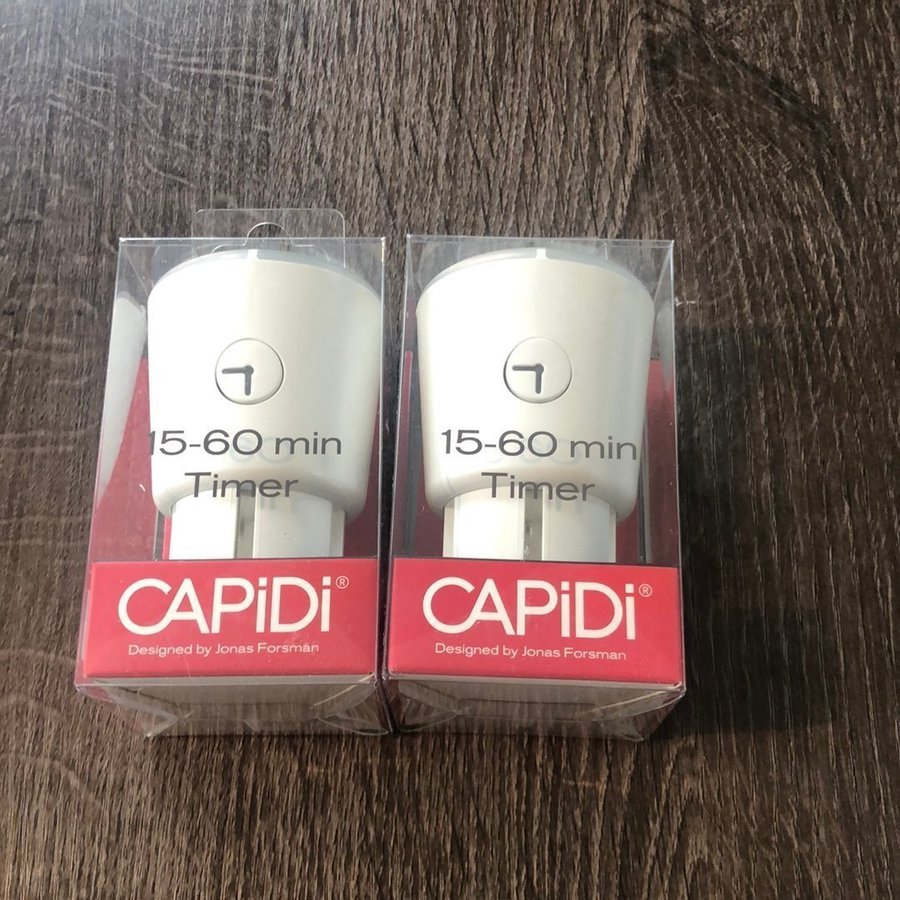 15-60 min
Timer
CAPiDi®
Designed by Jonas Forsman
15-60 min
Timer
CAPiDi®
Designed by Jonas Forsman